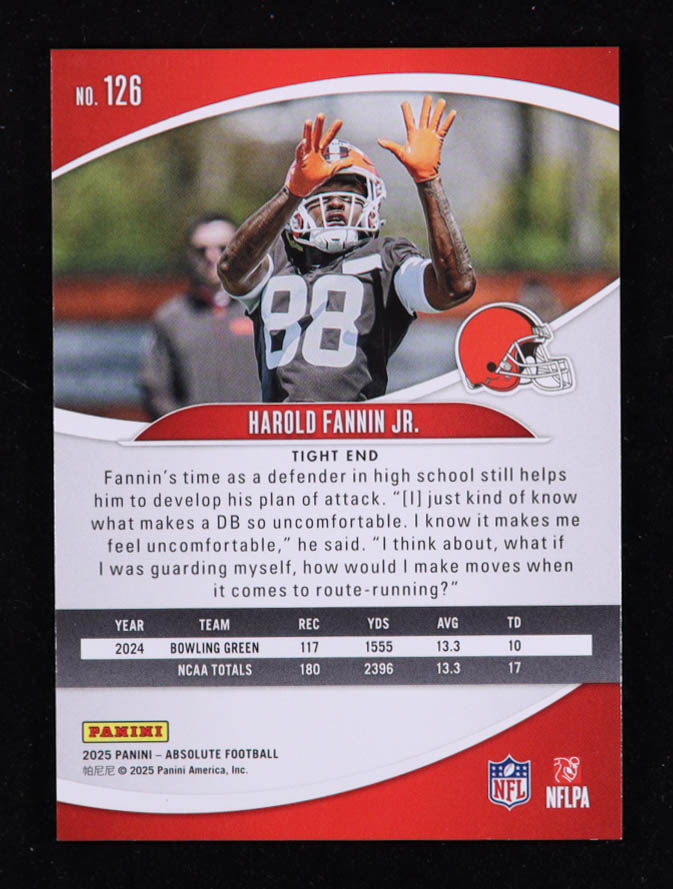 NO. 126
88
HAROLD FANNIN JR.
TIGHT END
Fannin's time as a defender in high school still helps
him to develop his plan of attack. "[I] just kind of know
what makes a DB so uncomfortable. I know it makes me
feel uncomfortable," he said. "I think about, what if
I was guarding myself, how would I make moves when
it comes to route-running?"
YEAR TEAM REC YDS AVG TD
2024 BOWLING GREEN 117 1555 13.3 10
NCAA TOTALS 180 2396 13.3 17
PANINI
2025 PANINI – ABSOLUTE FOOTBALL
帕尼尼 © 2025 Panini America, Inc.
NFL
NFLPA